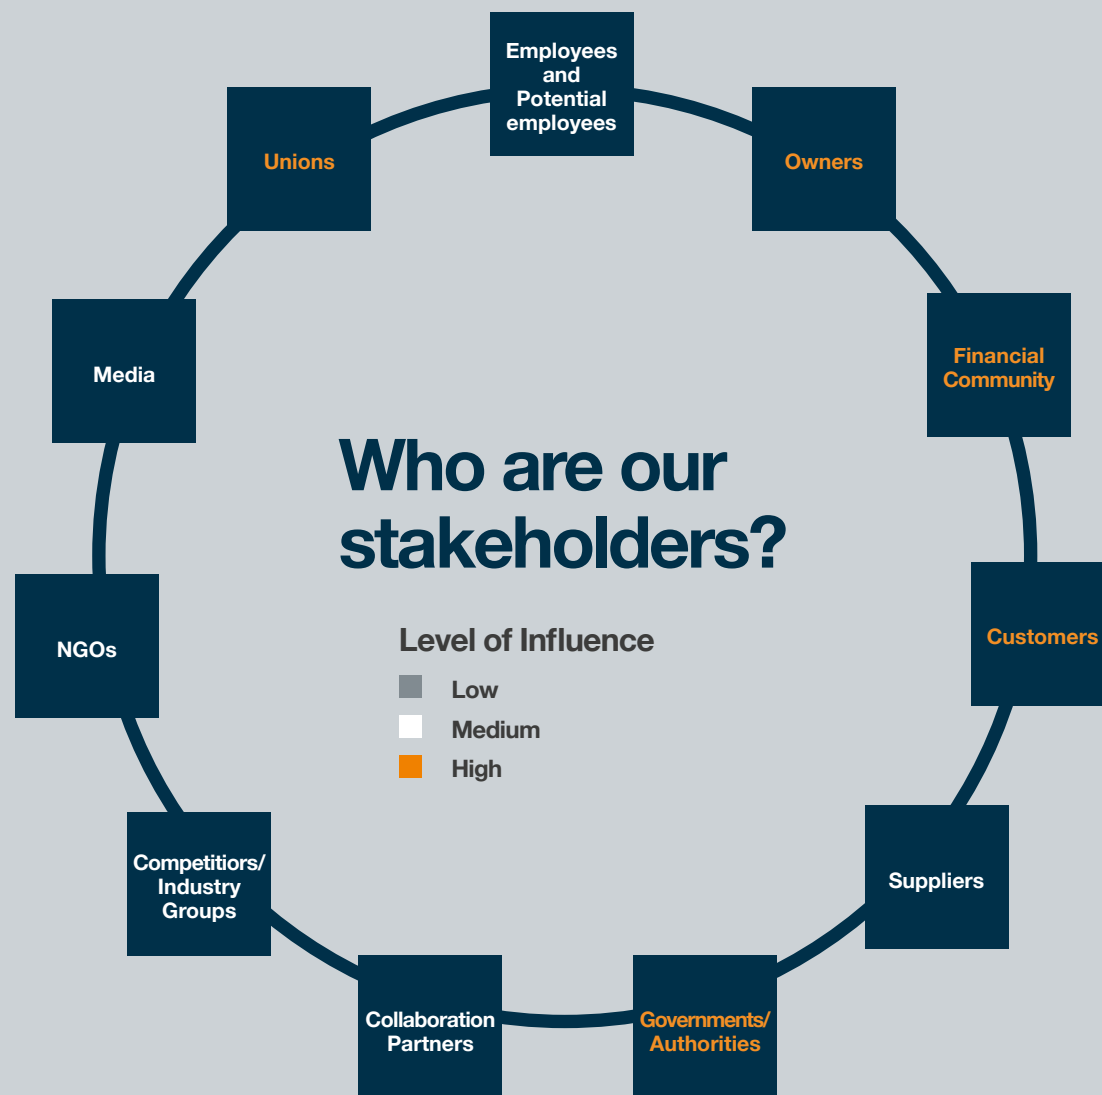 Employees
and
Potential
employees
Unions
Owners
Media
Financial
Community
Who are our
stakeholders?
NGOs
Customers
Level of Influence
Low
Medium
High
Competitiors/
Industry
Groups
Suppliers
Collaboration
Partners
Governments/
Authorities